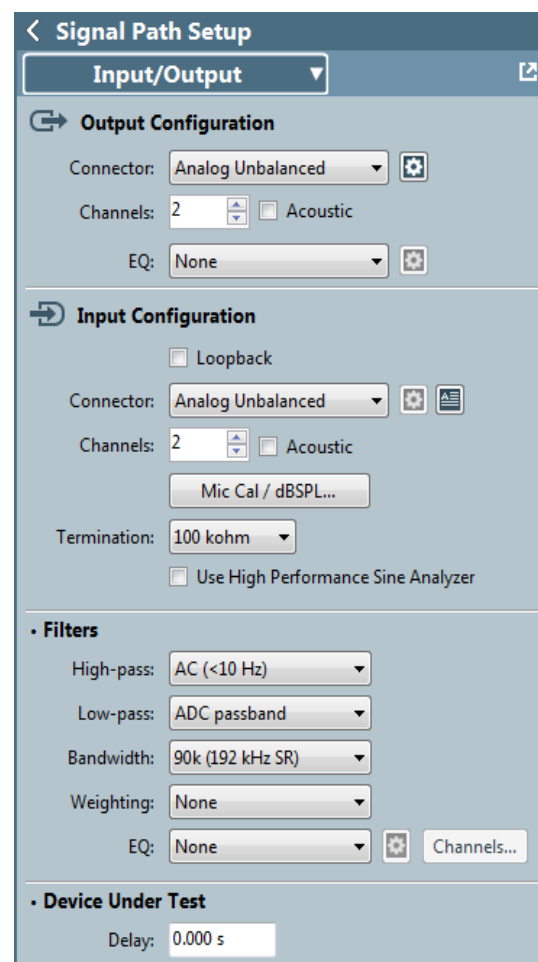 Signal Path Setup
Input/Output
Output Configuration
Connector: Analog Unbalanced
Channels: 2 Acoustic
EQ: None
Input Configuration
Loopback
Connector: Analog Unbalanced
Channels: 2 Acoustic
Mic Cal / dBSPL...
Termination: 100 kohm
Use High Performance Sine Analyzer
• Filters
High-pass: AC (<10 Hz)
Low-pass: ADC passband
Bandwidth: 90k (192 kHz SR)
Weighting: None
EQ: None Channels...
• Device Under Test
Delay: 0.000 s